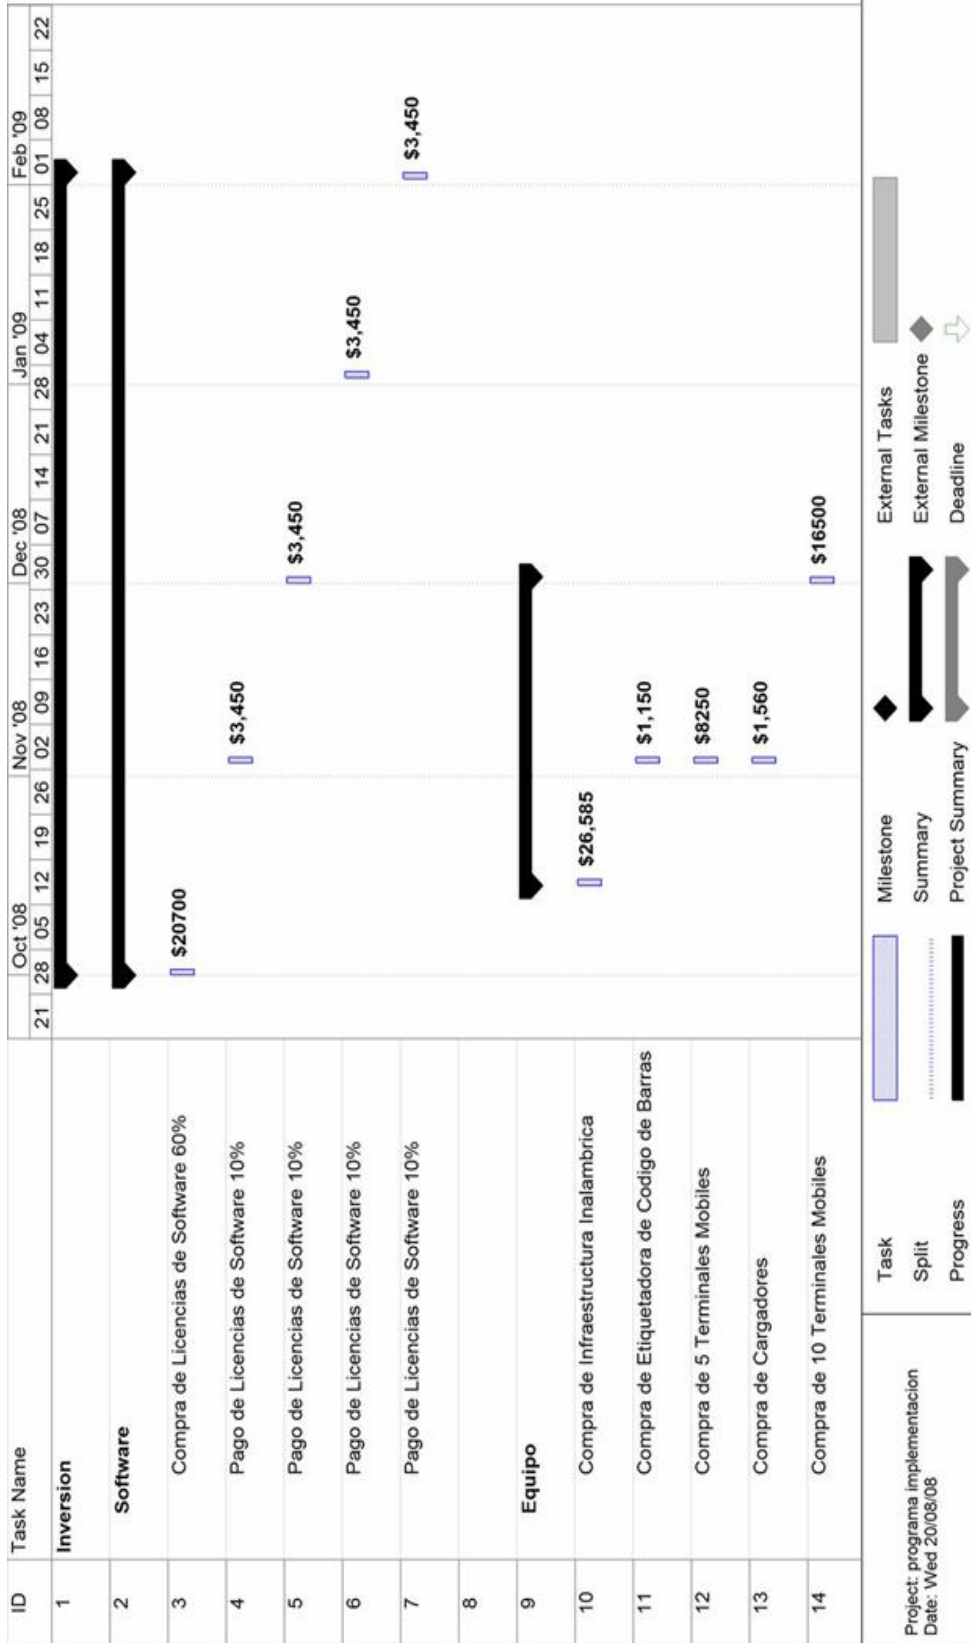 ID Task Name Oct '08 Nov '08 Dec '08 Jan '09 Feb '09
21 28 05 12 19 26 02 09 16 23 30 07 14 21 28 04 11 18 25 01 08 15 22
1 Inversion
2 Software
3 Compra de Licencias de Software 60% $20700
4 Pago de Licencias de Software 10% $3,450
5 Pago de Licencias de Software 10% $3,450
6 Pago de Licencias de Software 10% $3,450
7 Pago de Licencias de Software 10% $3,450
8
9 Equipo
10 Compra de Infraestructura Inalambrica $26,585
11 Compra de Etiquetadora de Codigo de Barras $1,150
12 Compra de 5 Terminales Mobiles $8250
13 Compra de Cargadores $1,560
14 Compra de 10 Terminales Mobiles $16500
Project: programa implementacion
Date: Wed 20/08/08
Task Milestone External Tasks
Split Summary External Milestone
Progress Project Summary Deadline